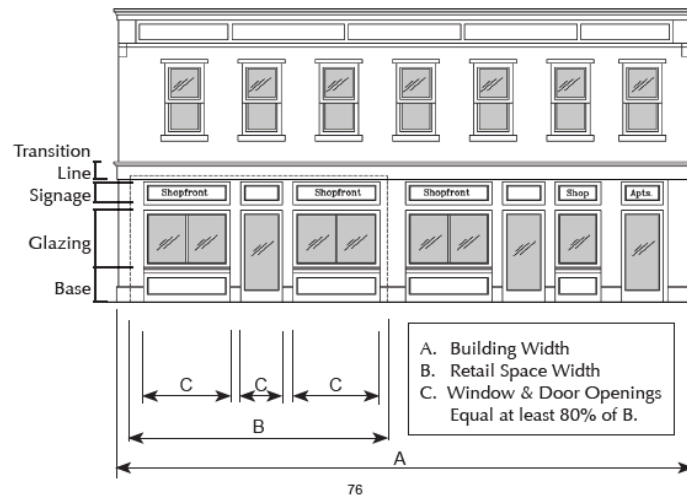 Transition
Line
Signage
Glazing
Base
Shopfront
Shopfront
Shopfront
Shop
Apts.
C
C
C
B
A
A. Building Width
B. Retail Space Width
C. Window & Door Openings
Equal at least 80% of B.
76